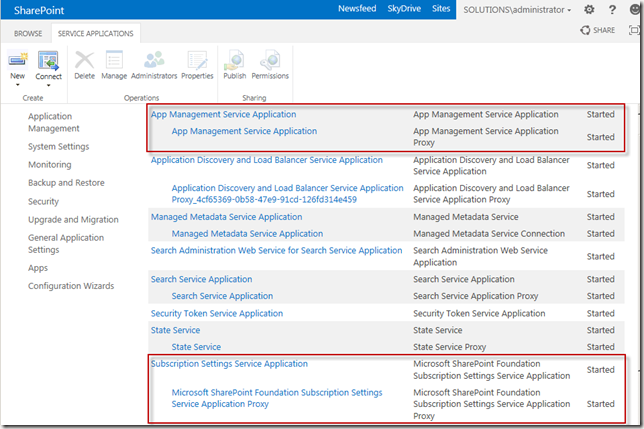 SharePoint
Newsfeed SkyDrive Sites SOLUTIONS\administrator
BROWSE SERVICE APPLICATIONS
SHARE
New Connect Delete Manage Administrators Properties Publish Permissions
Create Operations Sharing
Application
Management
System Settings
Monitoring
Backup and Restore
Security
Upgrade and Migration
General Application
Settings
Apps
Configuration Wizards
App Management Service Application App Management Service Application Started
App Management Service Application App Management Service Application
Proxy Started
Application Discovery and Load Balancer Service Application Application Discovery and Load Balancer
Service Application Started
Application Discovery and Load Balancer Service Application Application Discovery and Load Balancer
Proxy_4cf65369-0b58-47e9-91cd-126fd314e459 Service Application Proxy Started
Managed Metadata Service Application Managed Metadata Service Started
Managed Metadata Service Application Managed Metadata Service Connection Started
Search Administration Web Service for Search Service Application Search Administration Web Service
Application Started
Search Service Application Search Service Application Started
Search Service Application Search Service Application Proxy Started
Security Token Service Application Security Token Service Application Started
State Service State Service Started
State Service State Service Proxy Started
Subscription Settings Service Application Microsoft SharePoint Foundation
Subscription Settings Service Application Started
Microsoft SharePoint Foundation Subscription Settings Microsoft SharePoint Foundation
Service Application Proxy Subscription Settings Service Application
Proxy Started